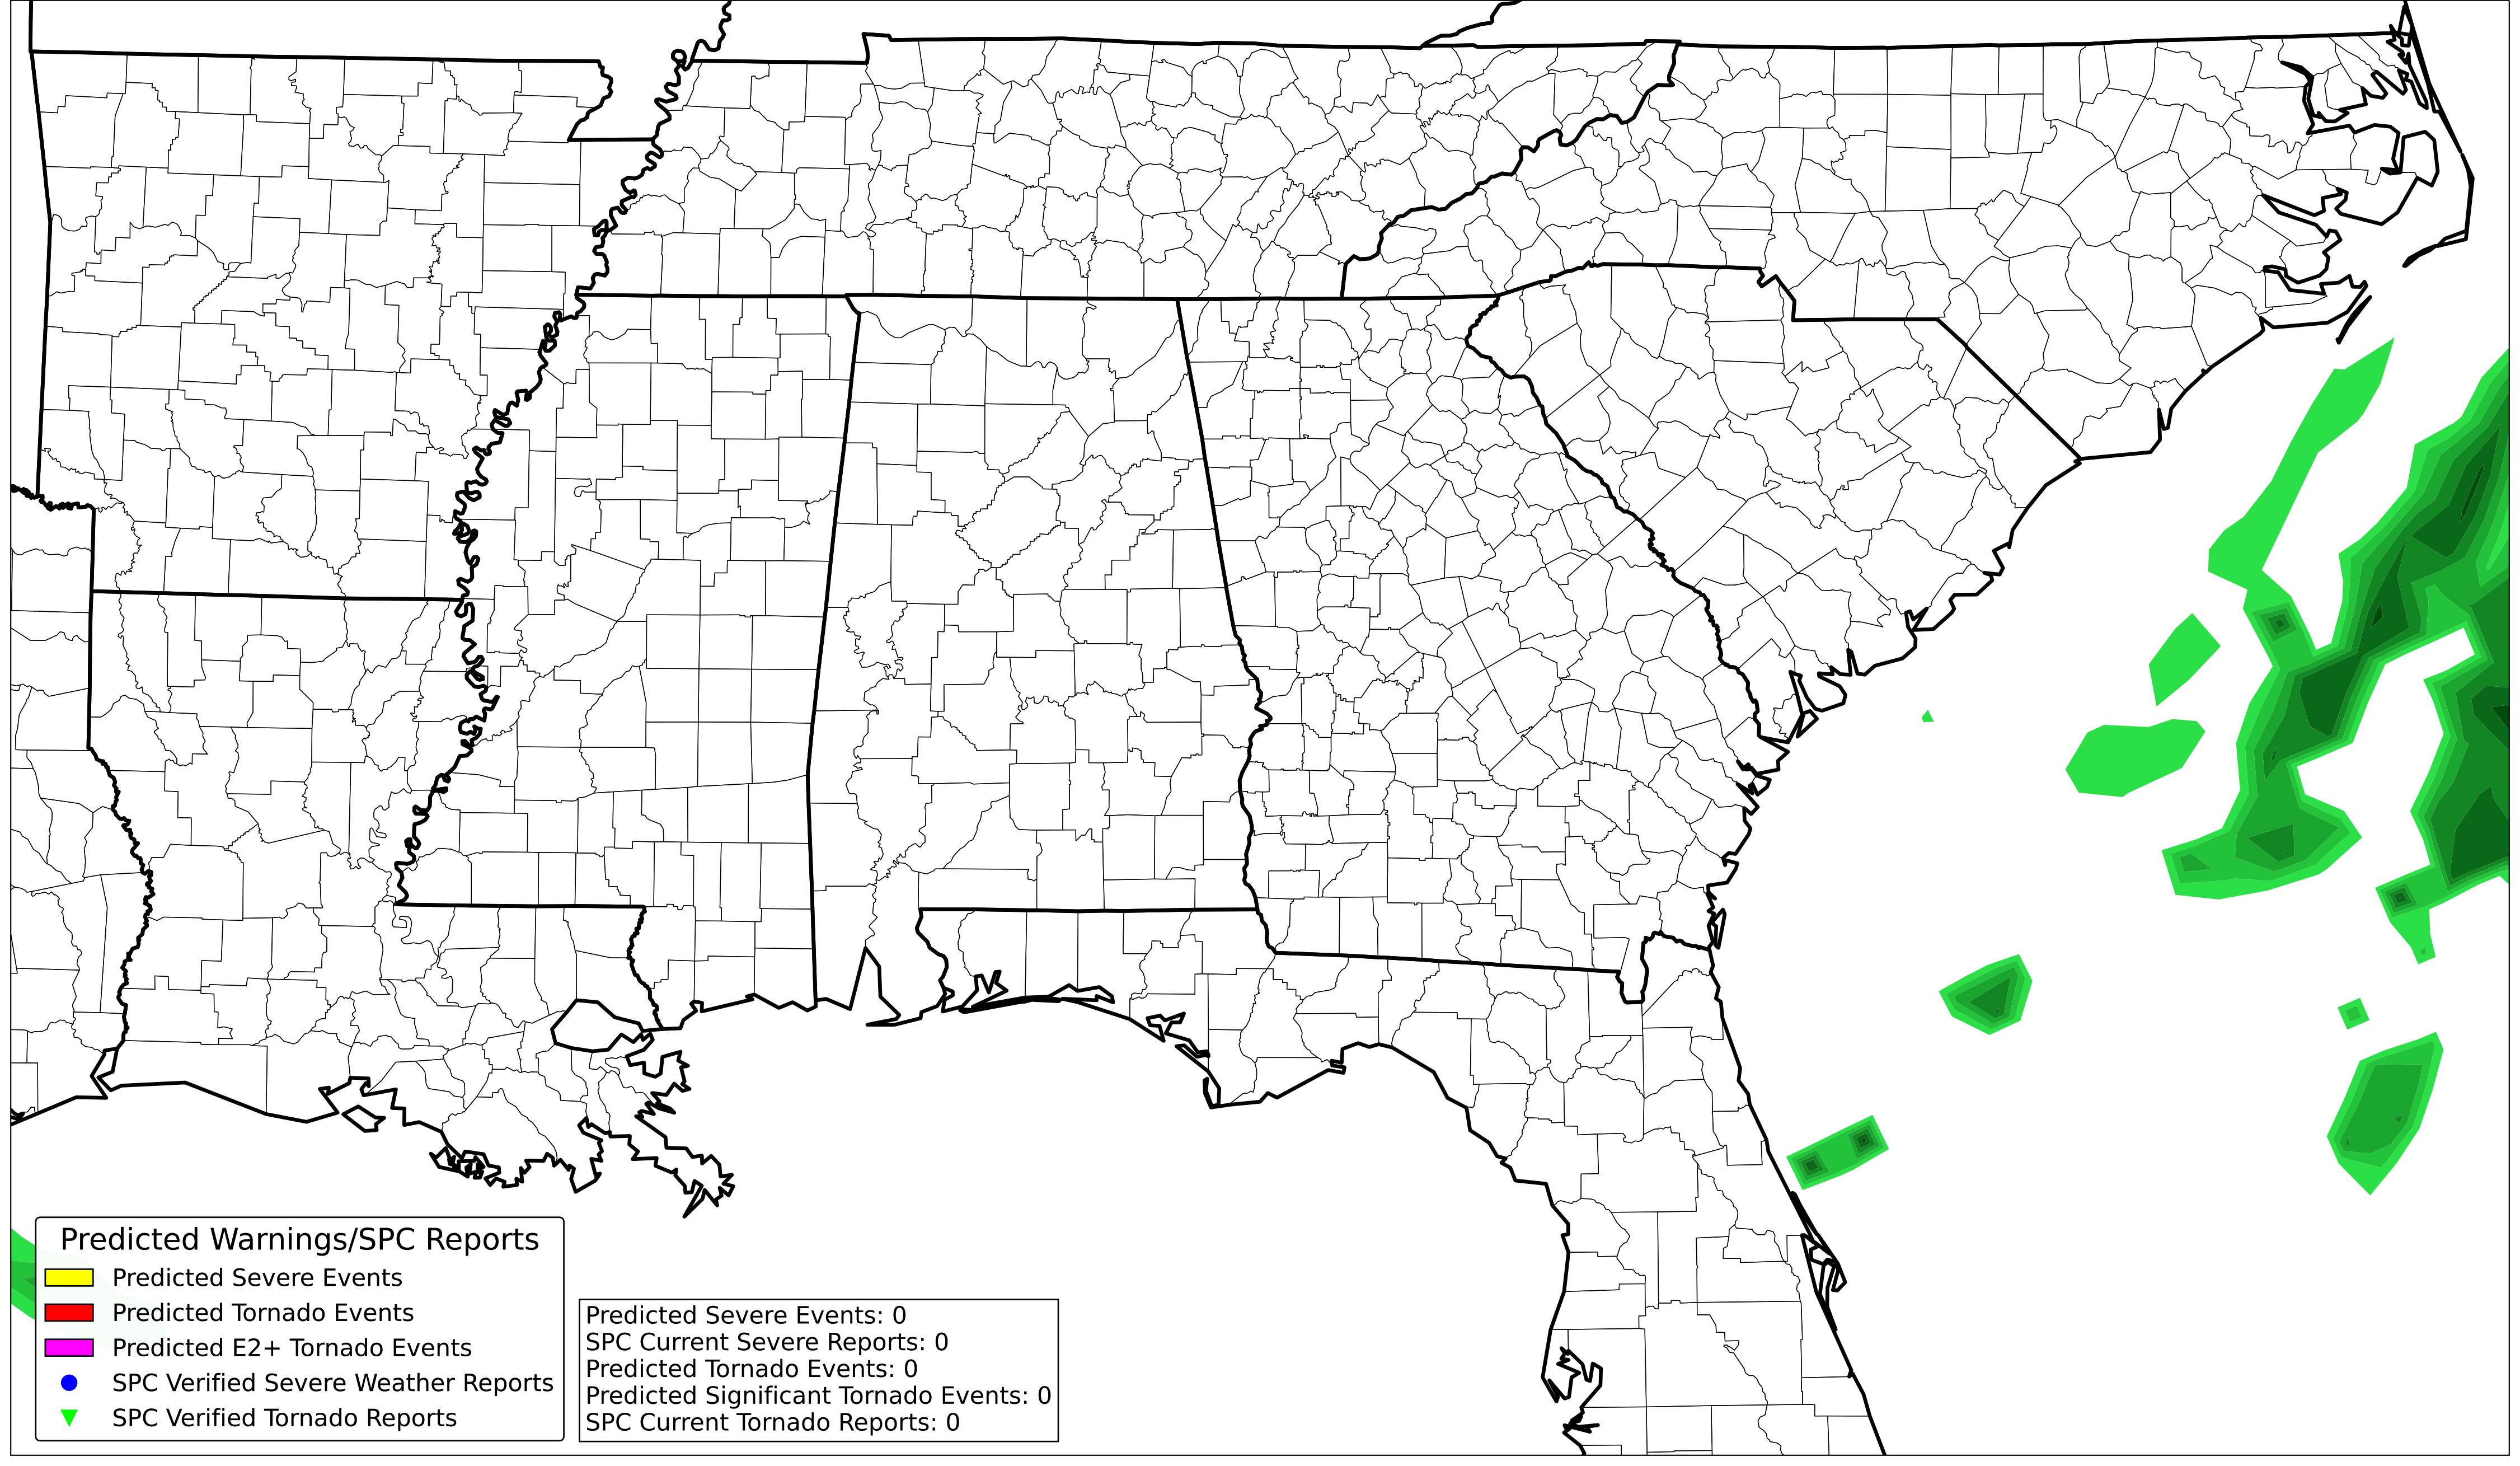 Predicted Warnings/SPC Reports
Predicted Severe Events
Predicted Tornado Events
Predicted E2+ Tornado Events
SPC Verified Severe Weather Reports
SPC Verified Tornado Reports
Predicted Severe Events: 0
SPC Current Severe Reports: 0
Predicted Tornado Events: 0
Predicted Significant Tornado Events: 0
SPC Current Tornado Reports: 0